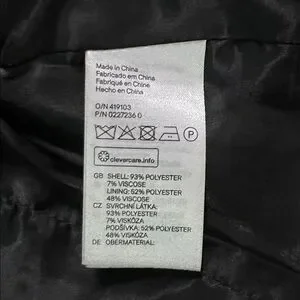 Made in China
Fabricado em China
Fabriqué en Chine
Hecho en China
O/N 419103
P/N 0227236 0
P
clevercare.info
GB SHELL: 93% POLYESTER
7% VISCOSE
LINING: 52% POLYESTER
48% VISCOSE
CZ SVRCHNÍ LÁTKA:
93% POLYESTER
7% VISKÓZA
PODŠÍVKA: 52% POLYESTER
48% VISKÓZA
DE OBERMATERIAL: